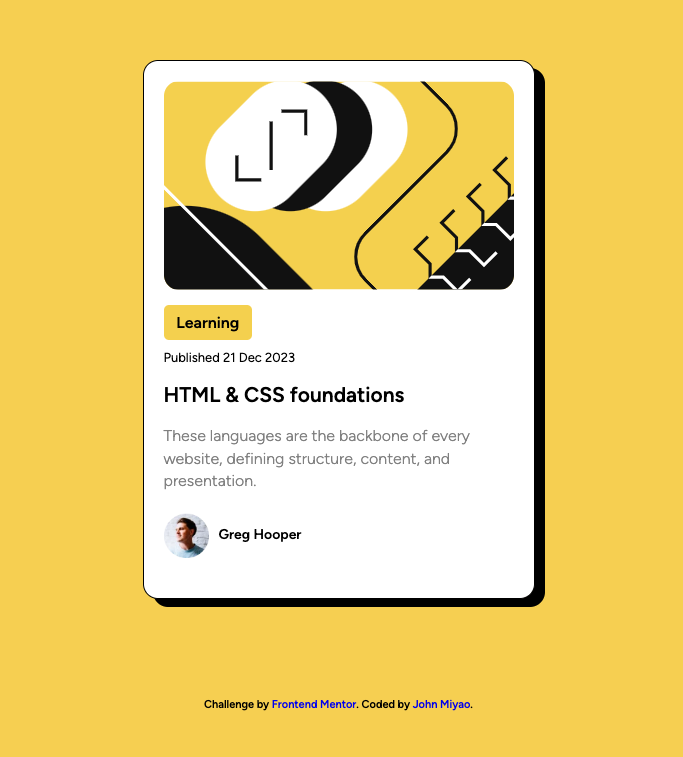 Learning
Published 21 Dec 2023
HTML & CSS foundations
These languages are the backbone of every
website, defining structure, content, and
presentation.
Greg Hooper
Challenge by Frontend Mentor. Coded by John Miyao.